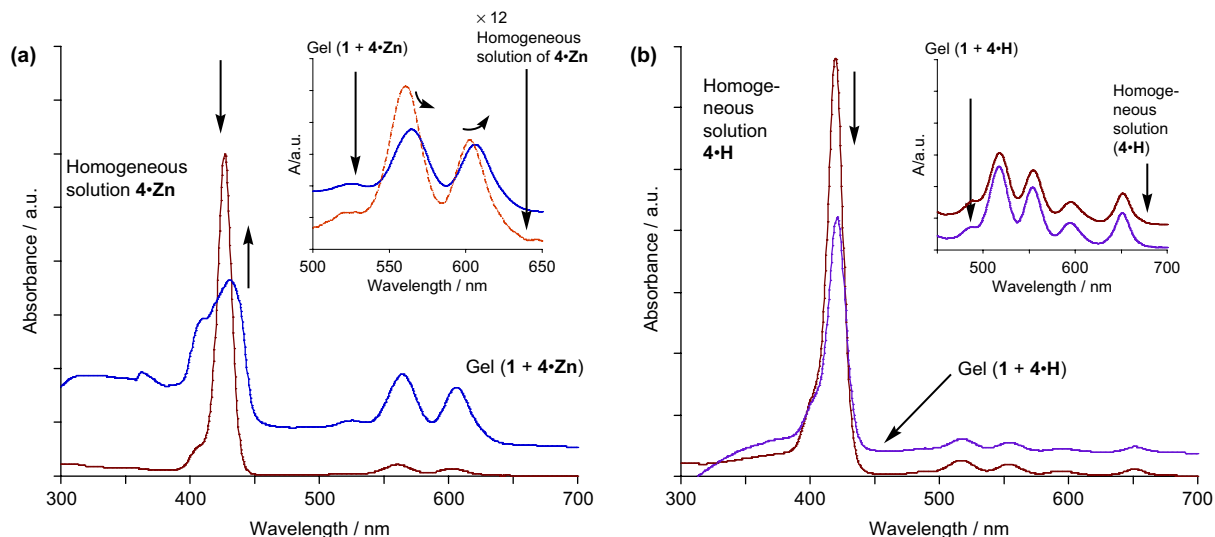 (a)
Absorbance / a.u.
Homogeneous
solution 4•Zn
Gel (1 + 4•Zn)
× 12
Homogeneous
solution of 4•Zn
A/a.u.
500 550 600 650
Wavelength / nm
Gel (1 + 4•Zn)
300 400 500 600 700
Wavelength / nm
(b)
Absorbance / a.u.
Homoge-
neous
solution
4•H
Gel (1 + 4•H)
Homoge-
neous
solution
(4•H)
A/a.u.
500 600 700
Wavelength / nm
Gel (1 + 4•H)
300 400 500 600 700
Wavelength / nm